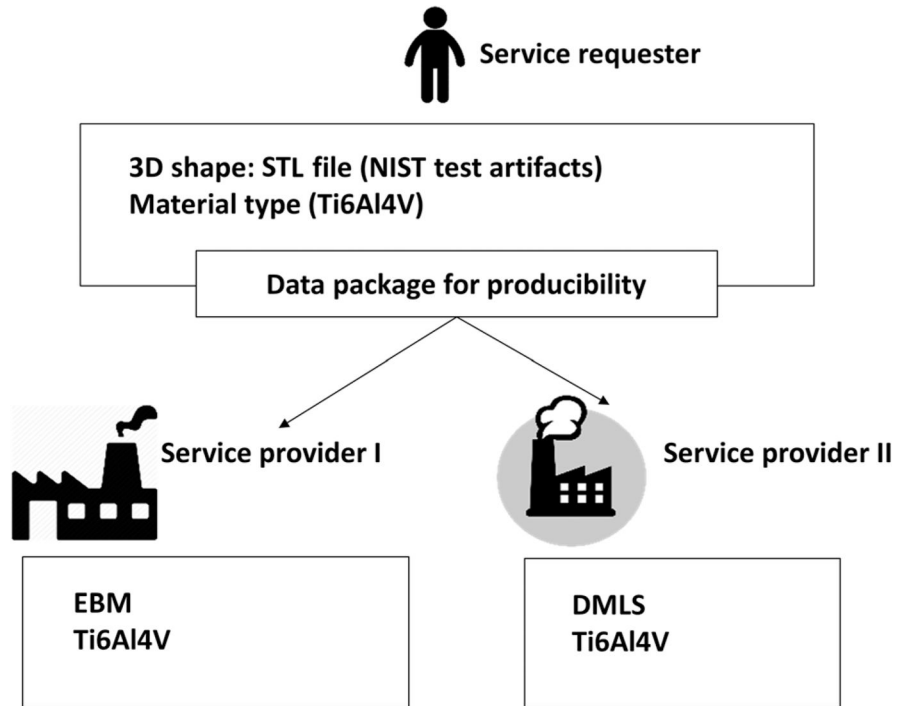 Service requester
3D shape: STL file (NIST test artifacts)
Material type (Ti6Al4V)
Data package for producibility
Service provider I
Service provider II
EBM
Ti6Al4V
DMLS
Ti6Al4V